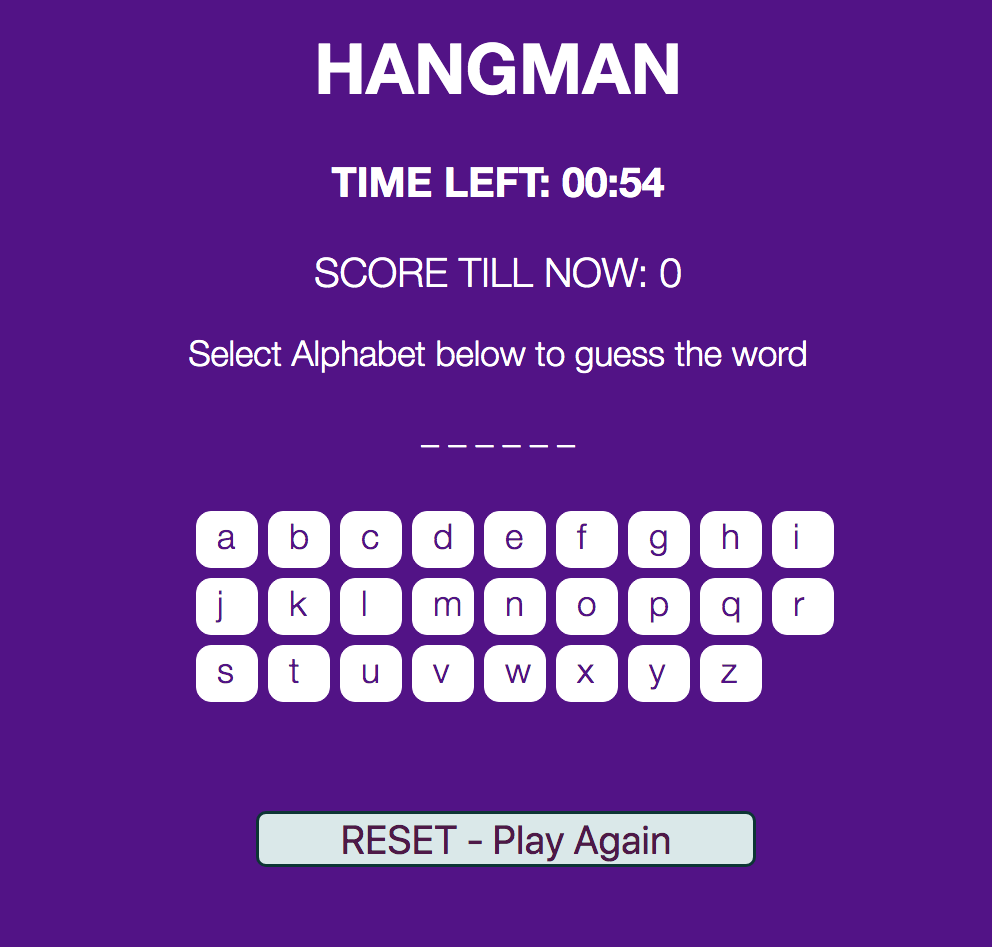 HANGMAN
TIME LEFT: 00:54
SCORE TILL NOW: 0
Select Alphabet below to guess the word
_ _ _ _ _ _
a b c d e f g h i
j k l m n o p q r
s t u v w x y z
RESET - Play Again